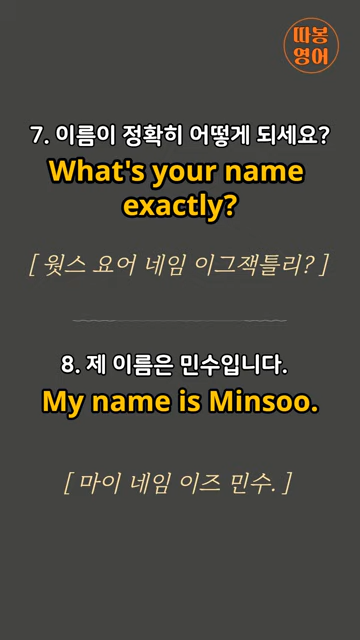 따봉
영어
7. 이름이 정확히 어떻게 되세요?
What's your name
exactly?
[ 웟스 요어 네임 이그잭틀리? ]
8. 제 이름은 민수입니다.
My name is Minsoo.
[ 마이 네임 이즈 민수. ]